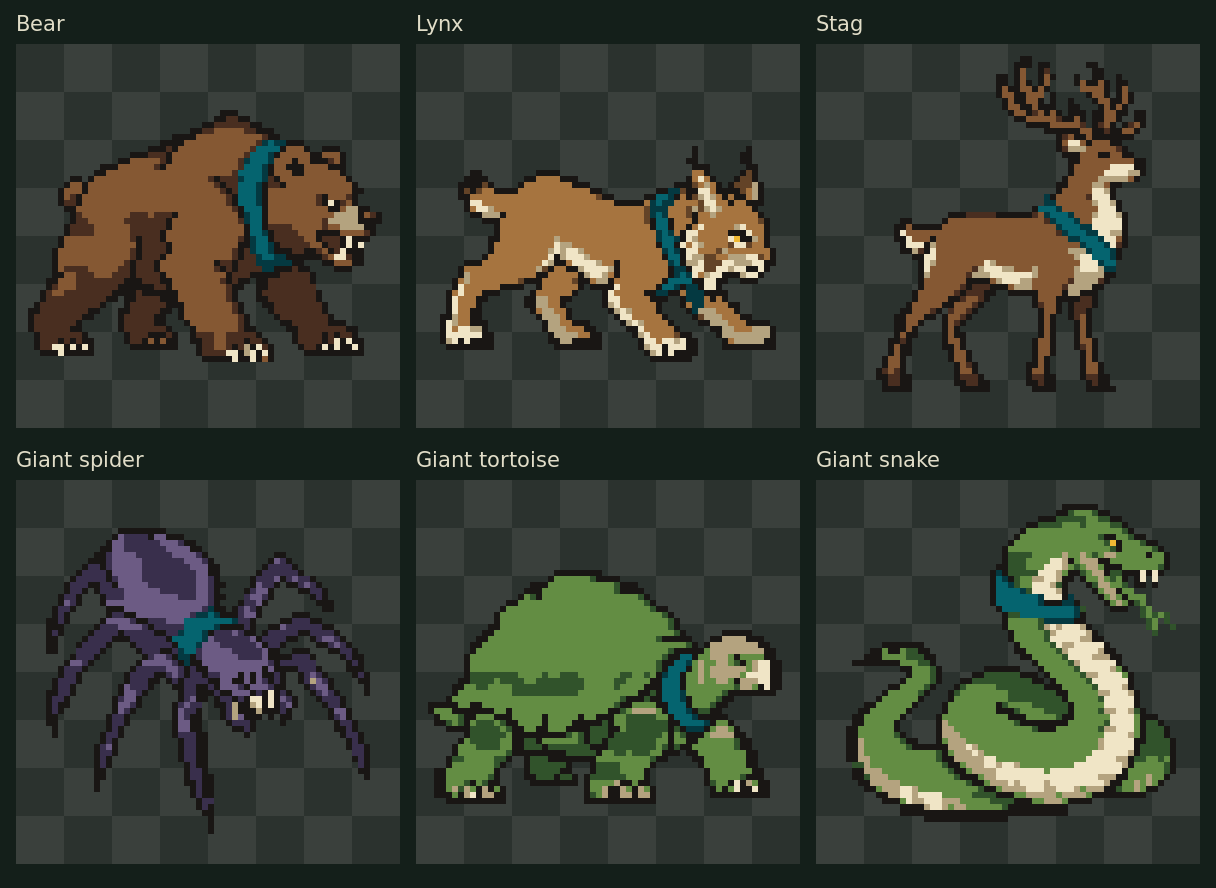 Bear
Lynx
Stag
Giant spider
Giant tortoise
Giant snake